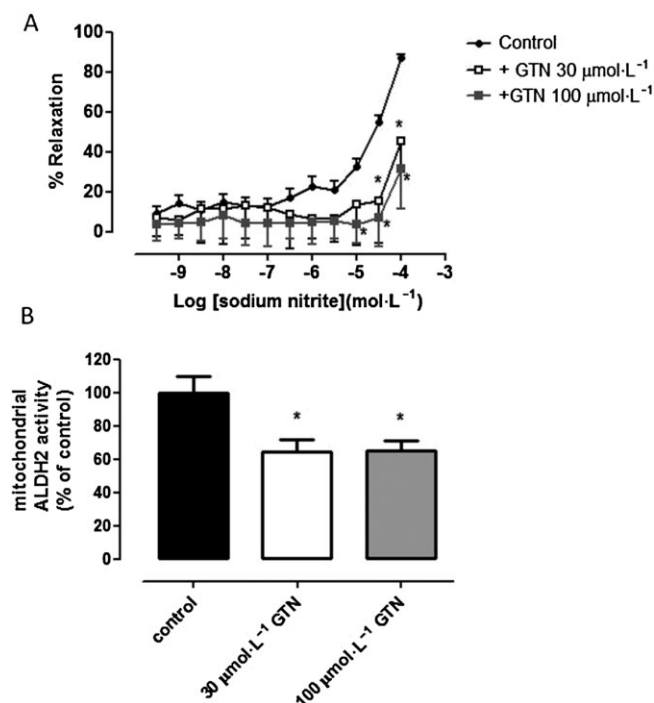 A
100
80
60
40
20
0
% Relaxation
-9 -8 -7 -6 -5 -4 -3
Log [sodium nitrite](mol·L⁻¹)
* * * * *
Control
+ GTN 30 µmol·L⁻¹
+GTN 100 µmol·L⁻¹
B
120
100
80
60
40
20
0
mitochondrial
ALDH2 activity
(% of control)
* *
control
30 µmol·L⁻¹ GTN
100 µmol·L⁻¹ GTN